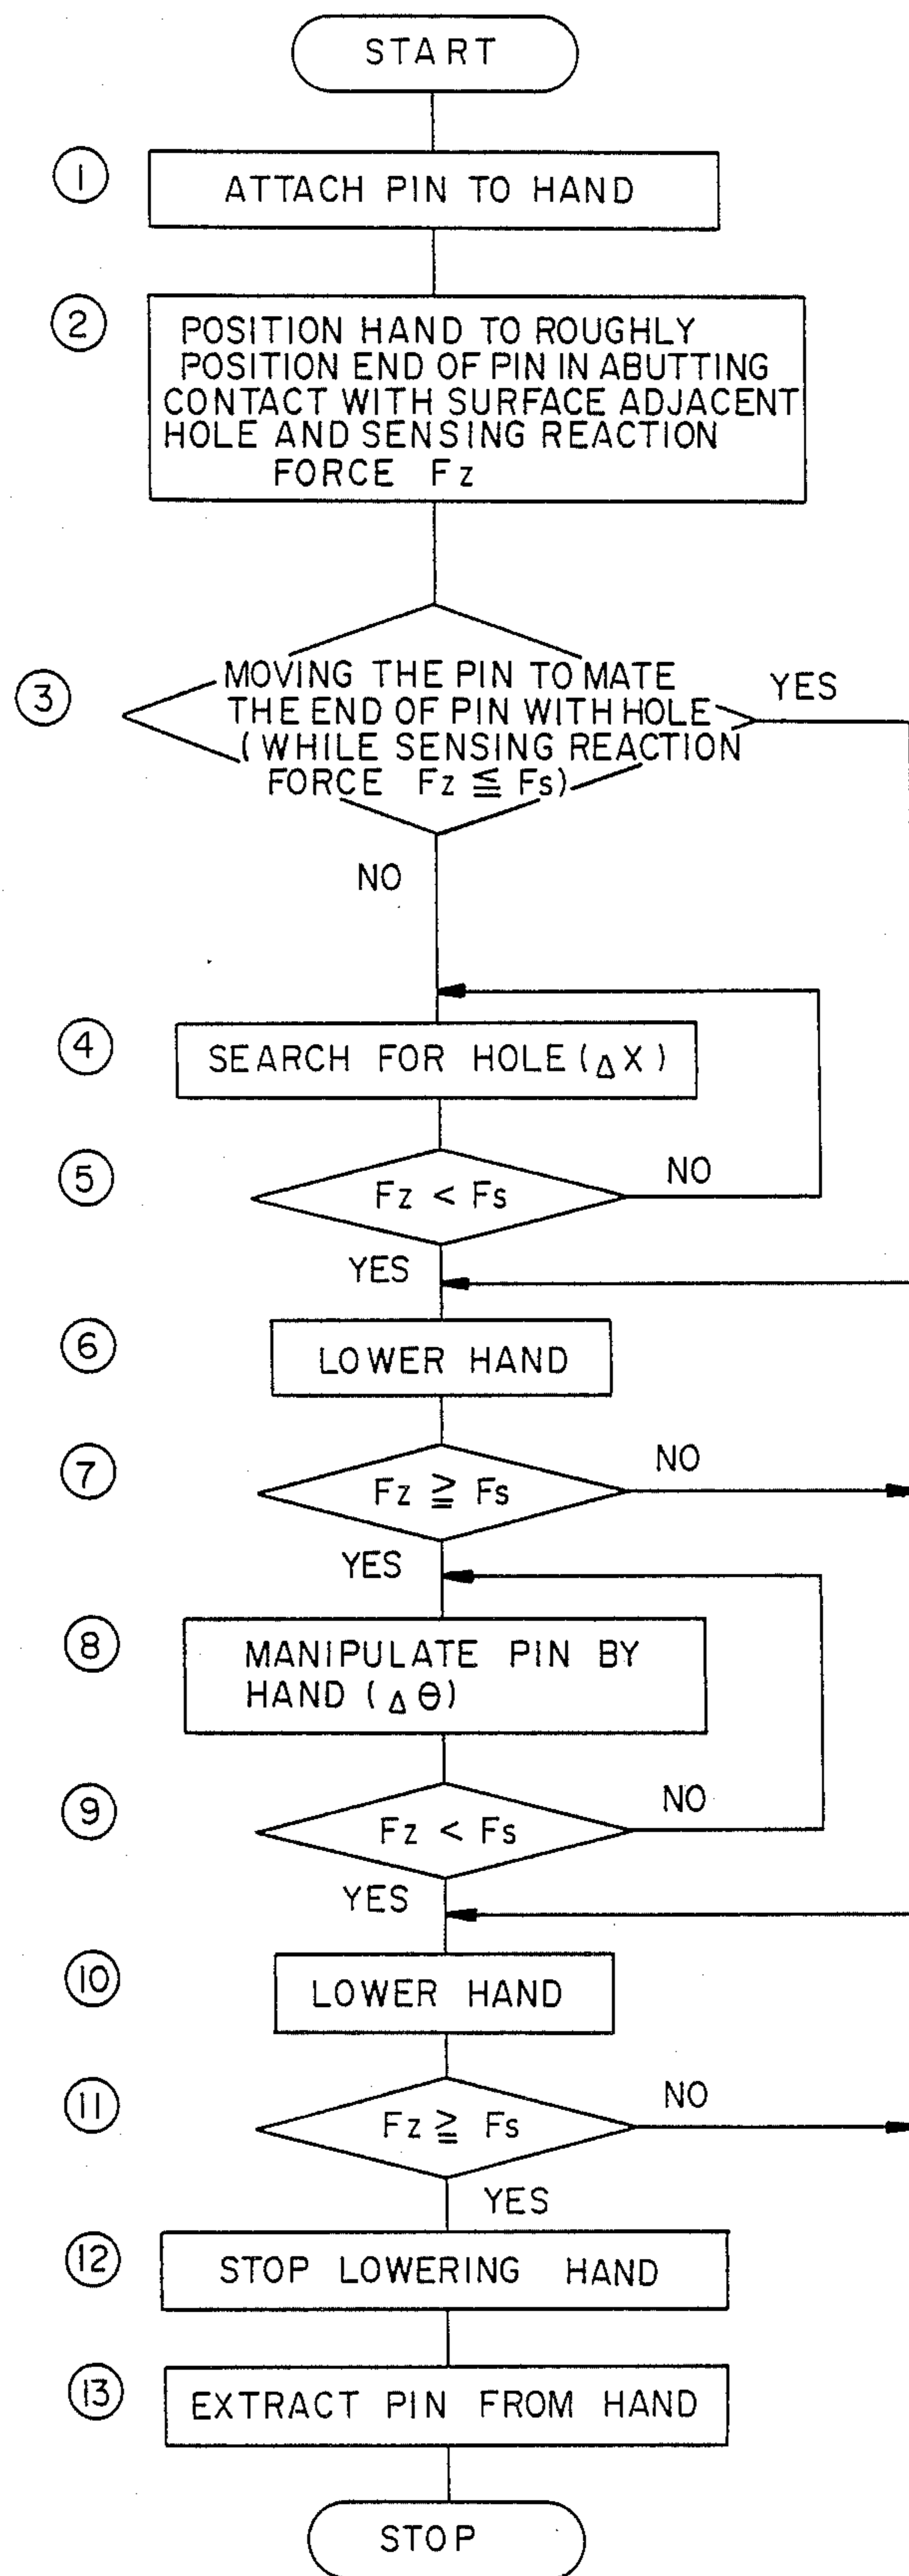 START
1
ATTACH PIN TO HAND
2
POSITION HAND TO ROUGHLY
POSITION END OF PIN IN ABUTTING
CONTACT WITH SURFACE ADJACENT
HOLE AND SENSING REACTION
FORCE Fz
3
MOVING THE PIN TO MATE
THE END OF PIN WITH HOLE
(WHILE SENSING REACTION
FORCE Fz ≦ Fs)
YES
NO
4
SEARCH FOR HOLE (ΔX)
5
Fz < Fs
NO
YES
6
LOWER HAND
7
Fz ≧ Fs
NO
YES
8
MANIPULATE PIN BY
HAND (Δθ)
9
Fz < Fs
NO
YES
10
LOWER HAND
11
Fz ≧ Fs
NO
YES
12
STOP LOWERING HAND
13
EXTRACT PIN FROM HAND
STOP